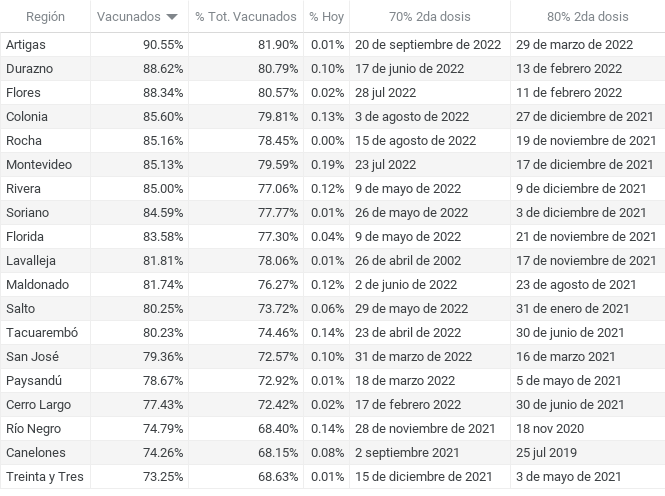 Región Vacunados % Tot. Vacunados % Hoy 70% 2da dosis 80% 2da dosis
Artigas 90.55% 81.90% 0.01% 20 de septiembre de 2022 29 de marzo de 2022
Durazno 88.62% 80.79% 0.10% 17 de junio de 2022 13 de febrero 2022
Flores 88.34% 80.57% 0.02% 28 jul 2022 11 de febrero 2022
Colonia 85.60% 79.81% 0.13% 3 de agosto de 2022 27 de diciembre de 2021
Rocha 85.16% 78.45% 0.00% 15 de agosto de 2022 19 de noviembre de 2021
Montevideo 85.13% 79.59% 0.19% 23 jul 2022 17 de diciembre de 2021
Rivera 85.00% 77.06% 0.12% 9 de mayo de 2022 9 de diciembre de 2021
Soriano 84.59% 77.77% 0.01% 26 de mayo de 2022 3 de diciembre de 2021
Florida 83.58% 77.30% 0.04% 9 de mayo de 2022 21 de noviembre de 2021
Lavalleja 81.81% 78.06% 0.01% 26 de abril de 2002 17 de noviembre de 2021
Maldonado 81.74% 76.27% 0.12% 2 de junio de 2022 23 de agosto de 2021
Salto 80.25% 73.72% 0.06% 29 de mayo de 2022 31 de enero de 2021
Tacuarembó 80.23% 74.46% 0.14% 23 de abril de 2022 30 de junio de 2021
San José 79.36% 72.57% 0.10% 31 de marzo de 2022 16 de marzo 2021
Paysandú 78.67% 72.92% 0.01% 18 de marzo 2022 5 de mayo de 2021
Cerro Largo 77.43% 72.42% 0.02% 17 de febrero 2022 30 de junio de 2021
Río Negro 74.79% 68.40% 0.14% 28 de noviembre de 2021 18 nov 2020
Canelones 74.26% 68.15% 0.08% 2 septiembre 2021 25 jul 2019
Treinta y Tres 73.25% 68.63% 0.01% 15 de diciembre de 2021 3 de mayo de 2021